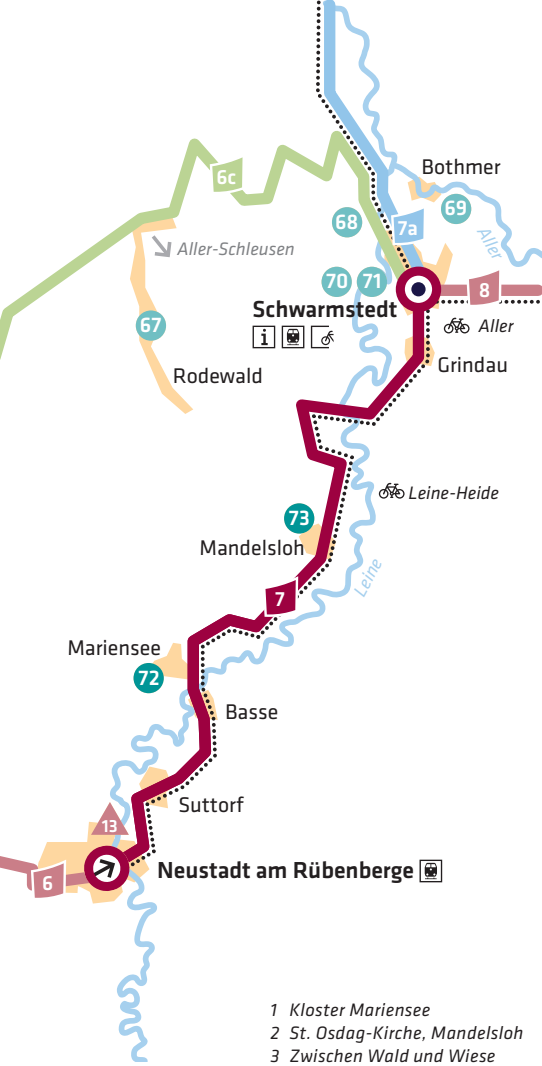 Bothmer
6c
69
68
7a
Aller
Aller-Schleusen
70 71
8
Schwarmstedt
i
Aller
67
Grindau
Rodewald
Leine-Heide
73
Mandelsloh
Leine
7
Mariensee
72
Basse
Suttorf
13
Neustadt am Rübenberge
6
1 Kloster Mariensee
2 St. Osdag-Kirche, Mandelsloh
3 Zwischen Wald und Wiese